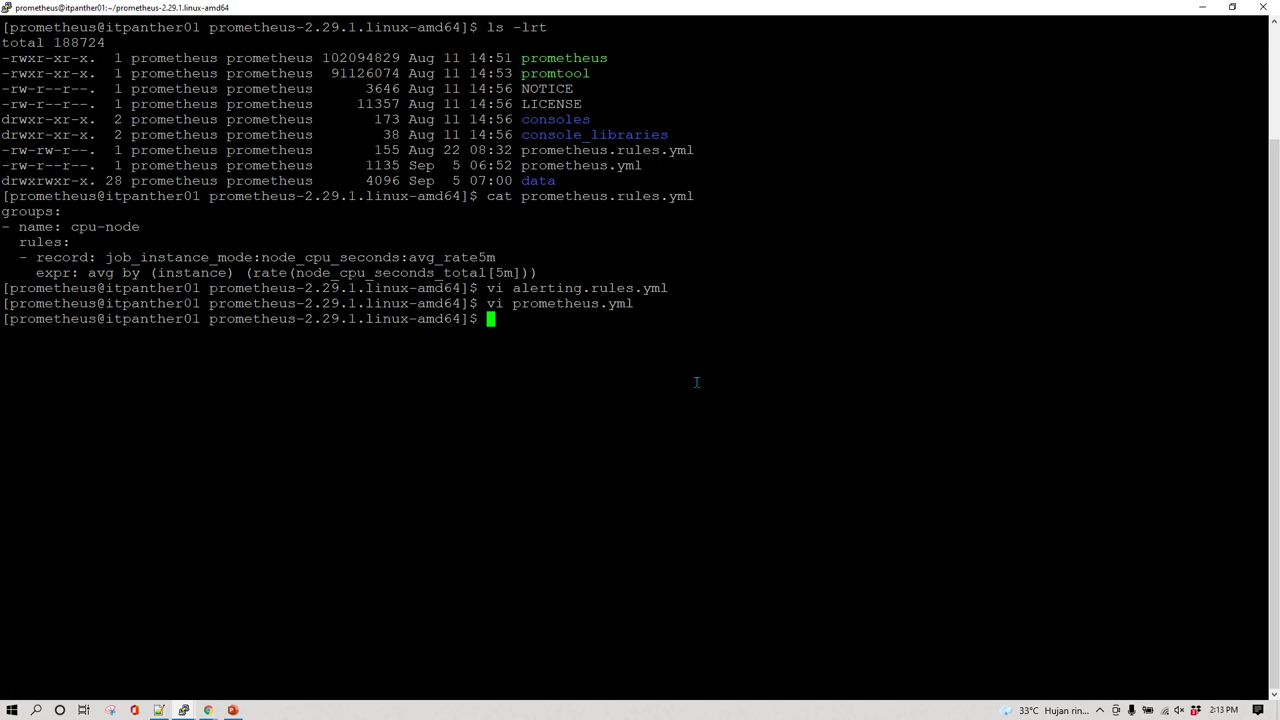 prometheus@itpanther01:~/prometheus-2.29.1.linux-amd64
[prometheus@itpanther01 prometheus-2.29.1.linux-amd64]$ ls -lrt
total 188724
-rwxr-xr-x. 1 prometheus prometheus 102094829 Aug 11 14:51 prometheus
-rwxr-xr-x. 1 prometheus prometheus 91126074 Aug 11 14:53 promtool
-rw-r--r--. 1 prometheus prometheus 3646 Aug 11 14:56 NOTICE
-rw-r--r--. 1 prometheus prometheus 11357 Aug 11 14:56 LICENSE
drwxr-xr-x. 2 prometheus prometheus 173 Aug 11 14:56 consoles
drwxr-xr-x. 2 prometheus prometheus 38 Aug 11 14:56 console_libraries
-rw-rw-r--. 1 prometheus prometheus 155 Aug 22 08:32 prometheus.rules.yml
-rw-r--r--. 1 prometheus prometheus 1135 Sep 5 06:52 prometheus.yml
drwxrwxr-x. 28 prometheus prometheus 4096 Sep 5 07:00 data
[prometheus@itpanther01 prometheus-2.29.1.linux-amd64]$ cat prometheus.rules.yml
groups:
- name: cpu-node
rules:
- record: job_instance_mode:node_cpu_seconds:avg_rate5m
expr: avg by (instance) (rate(node_cpu_seconds_total[5m]))
[prometheus@itpanther01 prometheus-2.29.1.linux-amd64]$ vi alerting.rules.yml
[prometheus@itpanther01 prometheus-2.29.1.linux-amd64]$ vi prometheus.yml
[prometheus@itpanther01 prometheus-2.29.1.linux-amd64]$
33°C Hujan rin... 2:13 PM